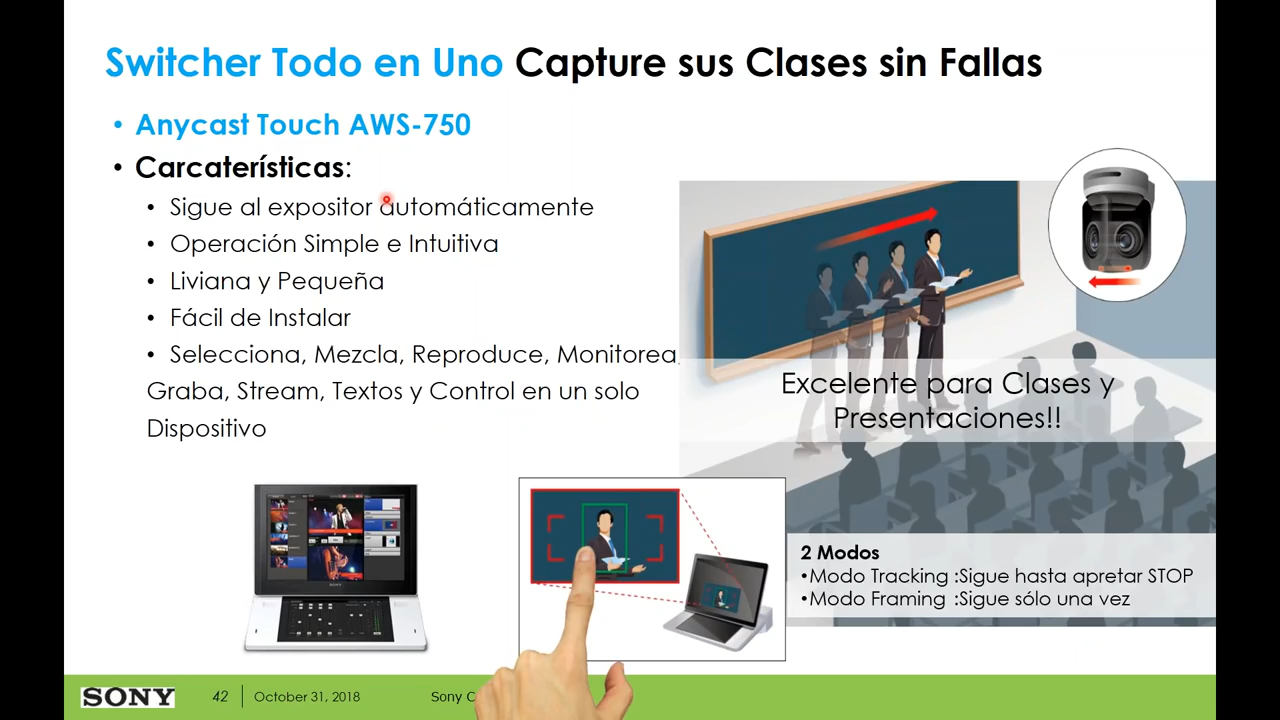 Switcher Todo en Uno Capture sus Clases sin Fallas
• Anycast Touch AWS-750
• Carcaterísticas:
• Sigue al expositor automáticamente
• Operación Simple e Intuitiva
• Liviana y Pequeña
• Fácil de Instalar
• Selecciona, Mezcla, Reproduce, Monitorea,
Graba, Stream, Textos y Control en un solo
Dispositivo
Excelente para Clases y
Presentaciones!!
2 Modos
•Modo Tracking :Sigue hasta apretar STOP
•Modo Framing :Sigue sólo una vez
SONY
42
October 31, 2018
Sony C